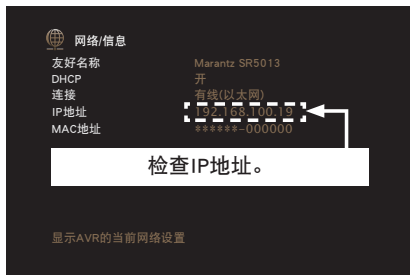 网络/信息
友好名称 Marantz SR5013
DHCP 开
连接 有线(以太网)
IP地址 192.168.100.19
MAC地址 ******-000000
检查IP地址。
显示AVR的当前网络设置